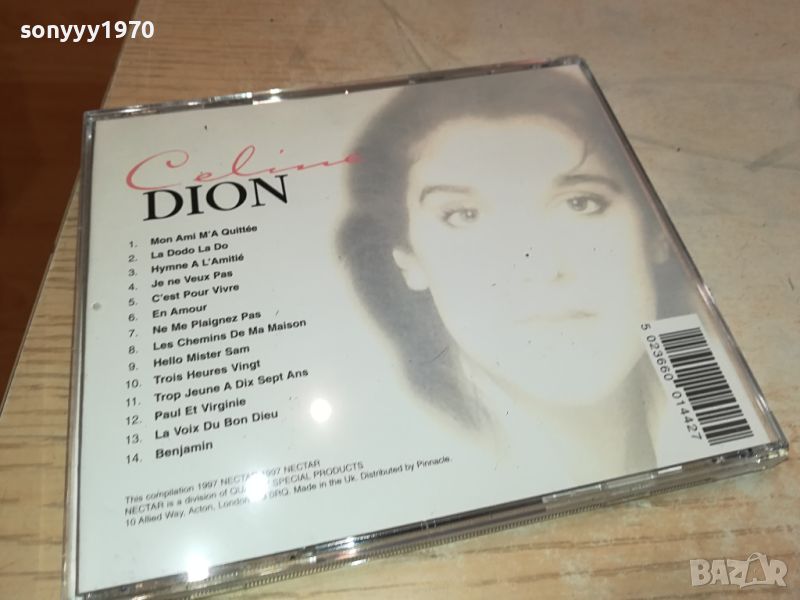 sonyyy1970
Celine
DION
1. Mon Ami M'A Quittée
2. La Dodo La Do
3. Hymne A L'Amitié
4. Je ne Veux Pas
5. C'est Pour Vivre
6. En Amour
7. Ne Me Plaignez Pas
8. Les Chemins De Ma Maison
9. Hello Mister Sam
10. Trois Heures Vingt
11. Trop Jeune A Dix Sept Ans
12. Paul Et Virginie
13. La Voix Du Bon Dieu
14. Benjamin
This compilation 1997 NECTAR 1997 NECTAR
NECTAR is a division of SPECIAL PRODUCTS
10 Allied Way, Acton, London 0RQ. Made in the Uk. Distributed by Pinnacle.
5 023660 014427
BAZAR